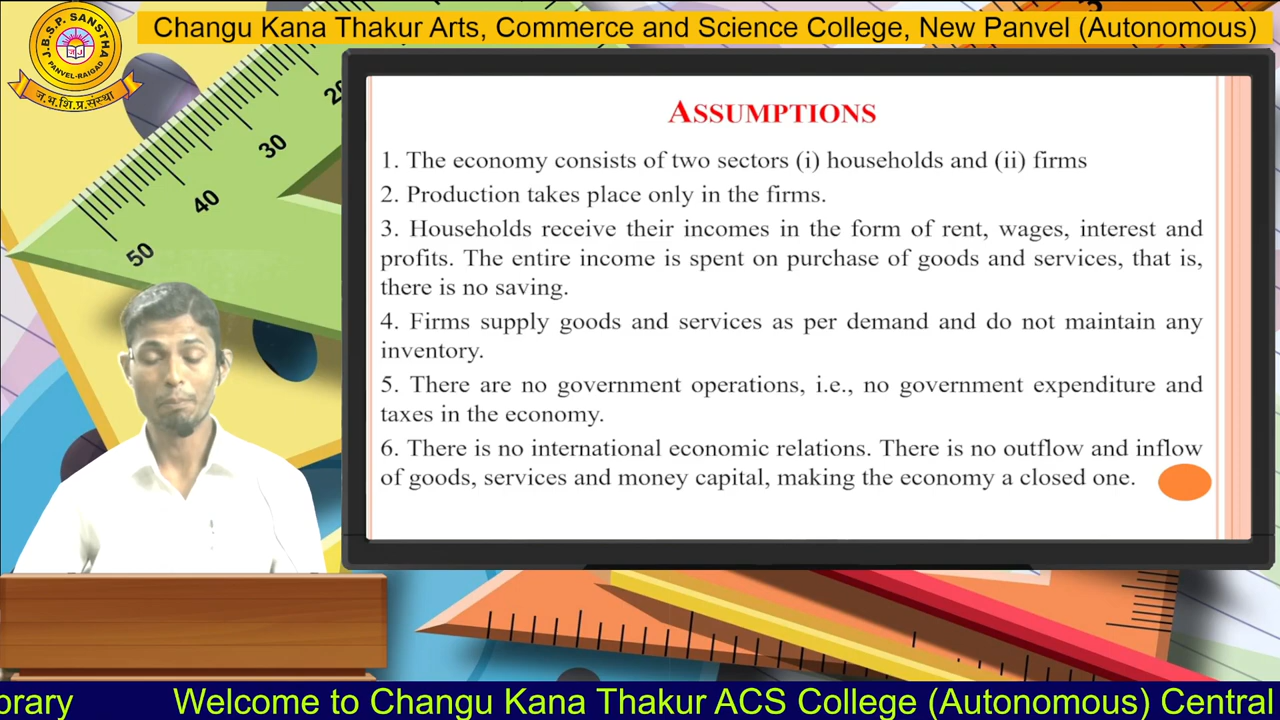 Changu Kana Thakur Arts, Commerce and Science College, New Panvel (Autonomous)
J.B.S.P. SANSTHA
PANVEL-RAIGAD
ज.भ.शि.प्र.संस्था
20
30
40
50
ASSUMPTIONS
1. The economy consists of two sectors (i) households and (ii) firms
2. Production takes place only in the firms.
3. Households receive their incomes in the form of rent, wages, interest and
profits. The entire income is spent on purchase of goods and services, that is,
there is no saving.
4. Firms supply goods and services as per demand and do not maintain any
inventory.
5. There are no government operations, i.e., no government expenditure and
taxes in the economy.
6. There is no international economic relations. There is no outflow and inflow
of goods, services and money capital, making the economy a closed one.
brary Welcome to Changu Kana Thakur ACS College (Autonomous) Central